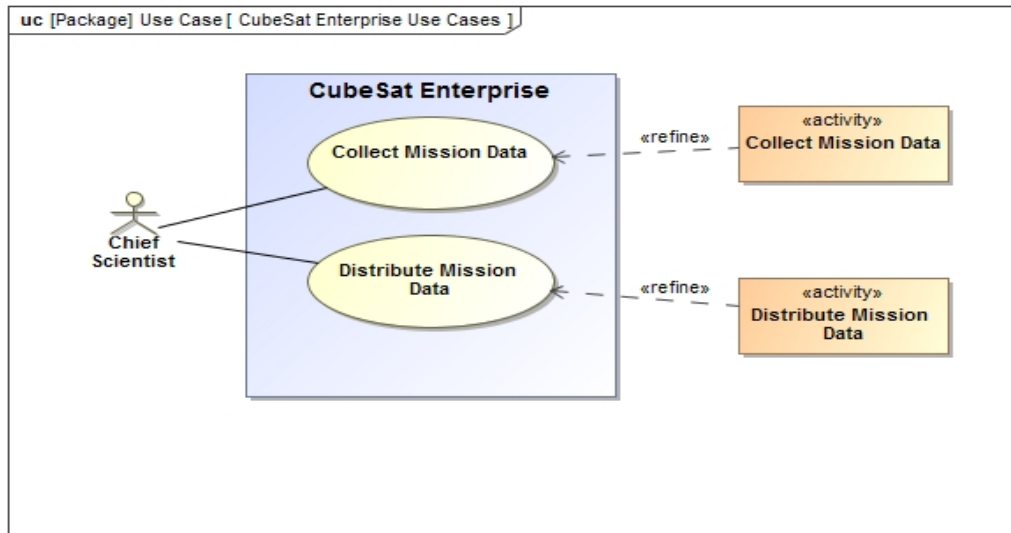 uc [Package] Use Case [ CubeSat Enterprise Use Cases ]
CubeSat Enterprise
Collect Mission Data
«refine»
«activity»
Collect Mission Data
Chief
Scientist
Distribute Mission
Data
«refine»
«activity»
Distribute Mission
Data